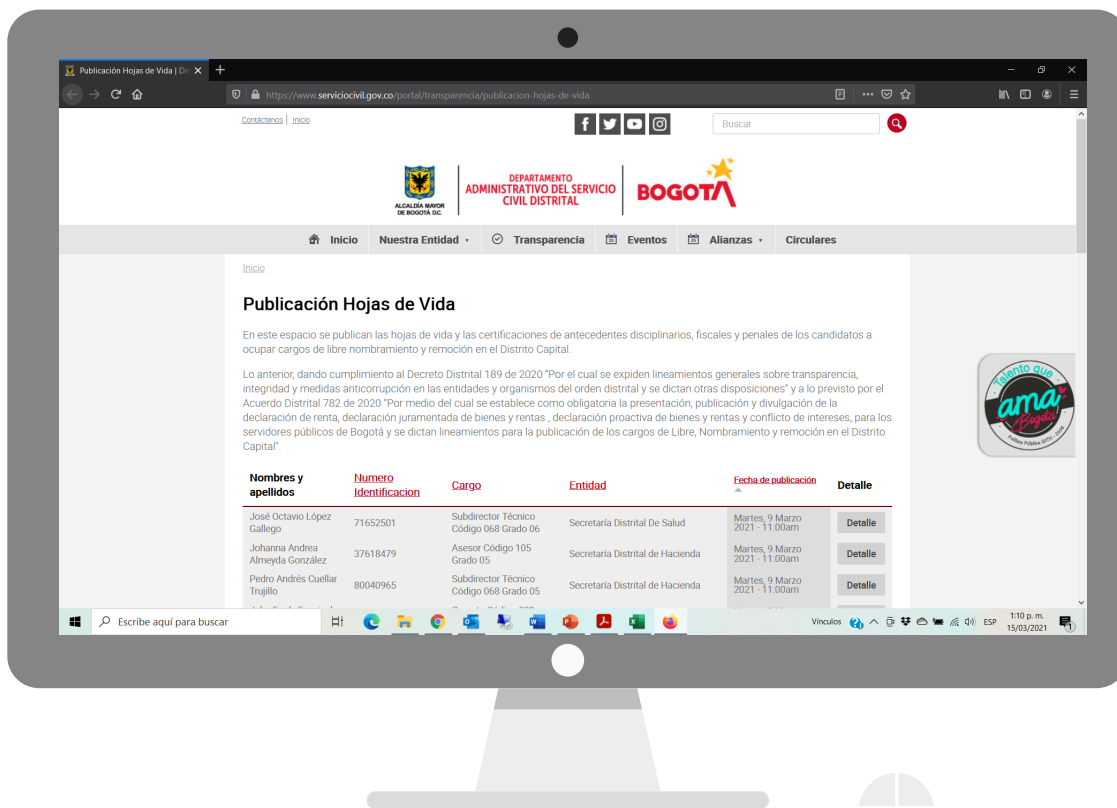 Publicación Hojas de Vida | De
https://www.serviciocivil.gov.co/portal/transparencia/publicacion-hojas-de-vida
Contáctenos | Inicio
Buscar
ALCALDÍA MAYOR
DE BOGOTÁ D.C.
DEPARTAMENTO
ADMINISTRATIVO DEL SERVICIO
CIVIL DISTRITAL
BOGOTÁ
Inicio Nuestra Entidad Transparencia Eventos Alianzas Circulares
Inicio
Publicación Hojas de Vida
En este espacio se publican las hojas de vida y las certificaciones de antecedentes disciplinarios, fiscales y penales de los candidatos a
ocupar cargos de libre nombramiento y remoción en el Distrito Capital.
Lo anterior, dando cumplimiento al Decreto Distrital 189 de 2020 "Por el cual se expiden lineamientos generales sobre transparencia,
integridad y medidas anticorrupción en las entidades y organismos del orden distrital y se dictan otras disposiciones" y a lo previsto por el
Acuerdo Distrital 782 de 2020 "Por medio del cual se establece como obligatoria la presentación, publicación y divulgación de la
declaración de renta, declaración juramentada de bienes y rentas , declaración proactiva de bienes y rentas y conflicto de intereses, para los
servidores públicos de Bogotá y se dictan lineamientos para la publicación de los cargos de Libre, Nombramiento y remoción en el Distrito
Capital".
Talento que
ama
Bogotá
Nombres y
apellidos
Numero
Identificacion
Cargo
Entidad
Fecha de publicación
Detalle
José Octavio López
Gallego
71652501
Subdirector Técnico
Código 068 Grado 06
Secretaría Distrital De Salud
Martes, 9 Marzo
2021 - 11:00am
Detalle
Johanna Andrea
Almeyda González
37618479
Asesor Código 105
Grado 05
Secretaría Distrital de Hacienda
Martes, 9 Marzo
2021 - 11:00am
Detalle
Pedro Andrés Cuellar
Trujillo
80040965
Subdirector Técnico
Código 068 Grado 05
Secretaría Distrital de Hacienda
Martes, 9 Marzo
2021 - 11:00am
Detalle
Escribe aquí para buscar
Vínculos
ESP
1:10 p. m.
15/03/2021